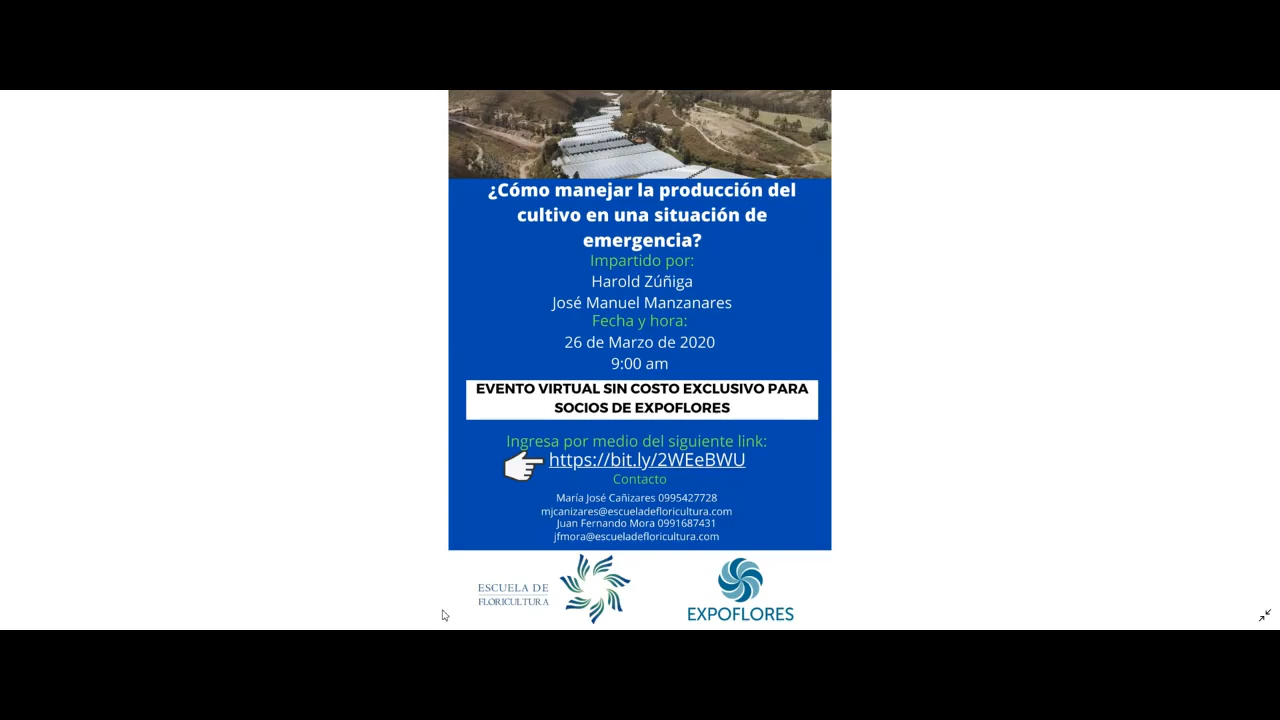 ¿Cómo manejar la producción del
cultivo en una situación de
emergencia?
Impartido por:
Harold Zúñiga
José Manuel Manzanares
Fecha y hora:
26 de Marzo de 2020
9:00 am
EVENTO VIRTUAL SIN COSTO EXCLUSIVO PARA
SOCIOS DE EXPOFLORES
Ingresa por medio del siguiente link:
https://bit.ly/2WEeBWU
Contacto
María José Cañizares 0995427728
mjcanizares@escueladefloricultura.com
Juan Fernando Mora 0991687431
jfmora@escueladefloricultura.com
ESCUELA DE
FLORICULTURA
EXPOFLORES